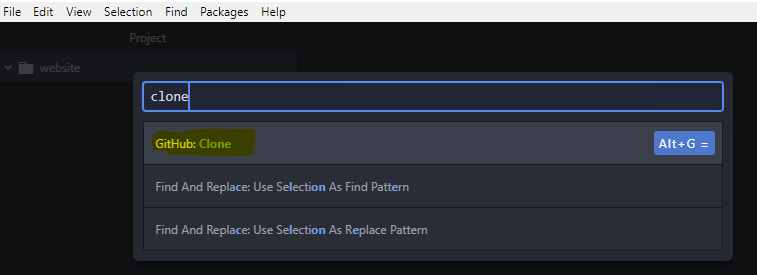 File Edit View Selection Find Packages Help
Project
website
clone
GitHub: Clone Alt+G =
Find And Replace: Use Selection As Find Pattern
Find And Replace: Use Selection As Replace Pattern